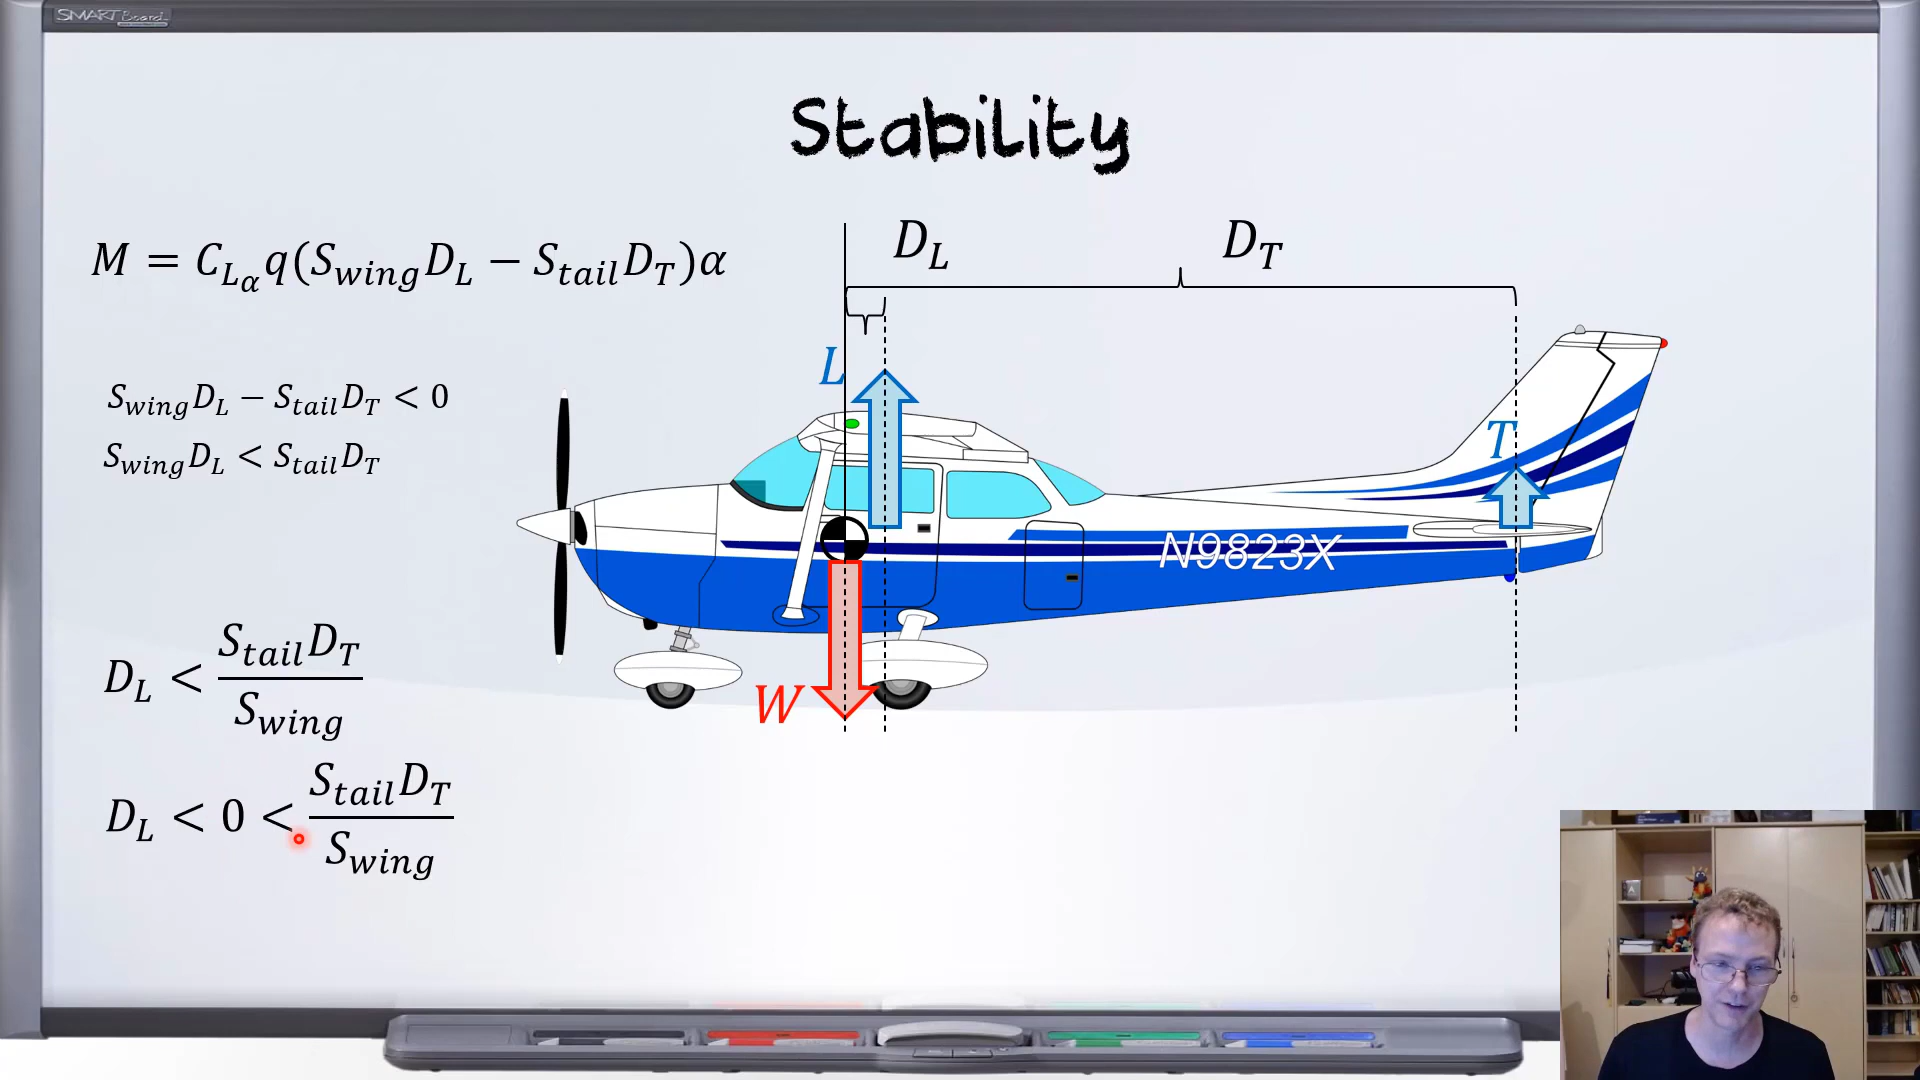 SMART Board
Stability
M = C_{L_α} q(S_{wing}D_L − S_{tail}D_T)α
D_L
D_T
S_{wing}D_L − S_{tail}D_T < 0
S_{wing}D_L < S_{tail}D_T
L
T
N9823X
D_L < \frac{S_{tail}D_T}{S_{wing}}
W
D_L < 0 < \frac{S_{tail}D_T}{S_{wing}}